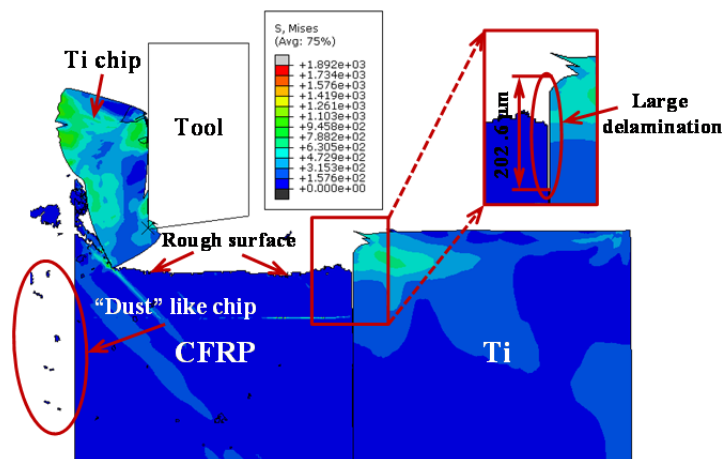 Ti chip
Tool
S, Mises
(Avg: 75%)
+1.892e+03
+1.734e+03
+1.576e+03
+1.419e+03
+1.261e+03
+1.103e+03
+9.458e+02
+7.882e+02
+6.305e+02
+4.729e+02
+3.153e+02
+1.576e+02
+0.000e+00
202.6 μm
Large
delamination
Rough surface
“Dust” like chip
CFRP
Ti